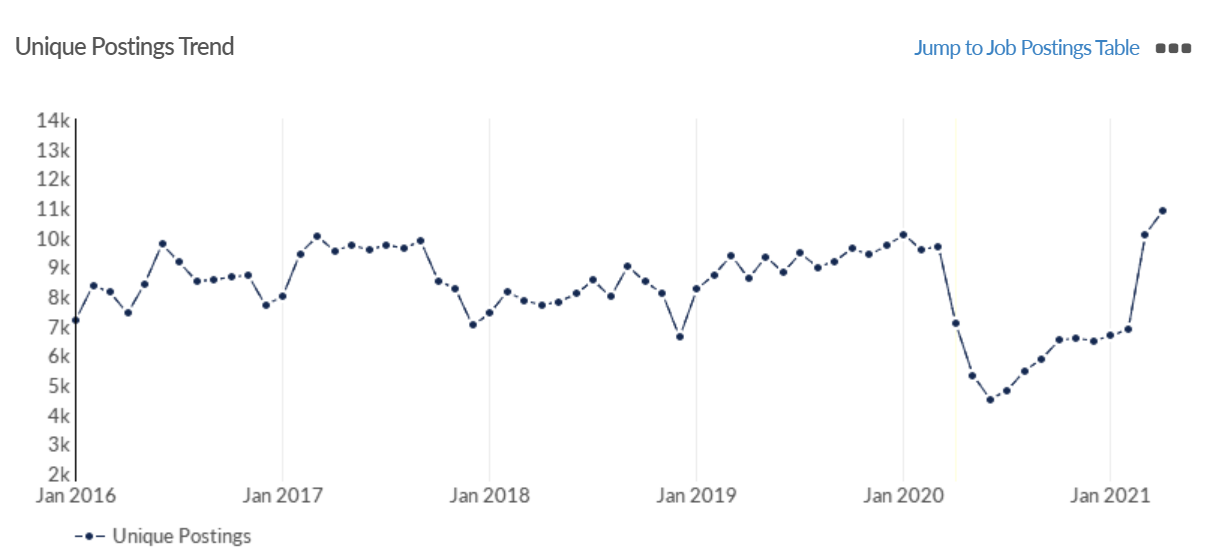 Unique Postings Trend
Jump to Job Postings Table
14k
13k
12k
11k
10k
9k
8k
7k
6k
5k
4k
3k
2k
Jan 2016 Jan 2017 Jan 2018 Jan 2019 Jan 2020 Jan 2021
Unique Postings